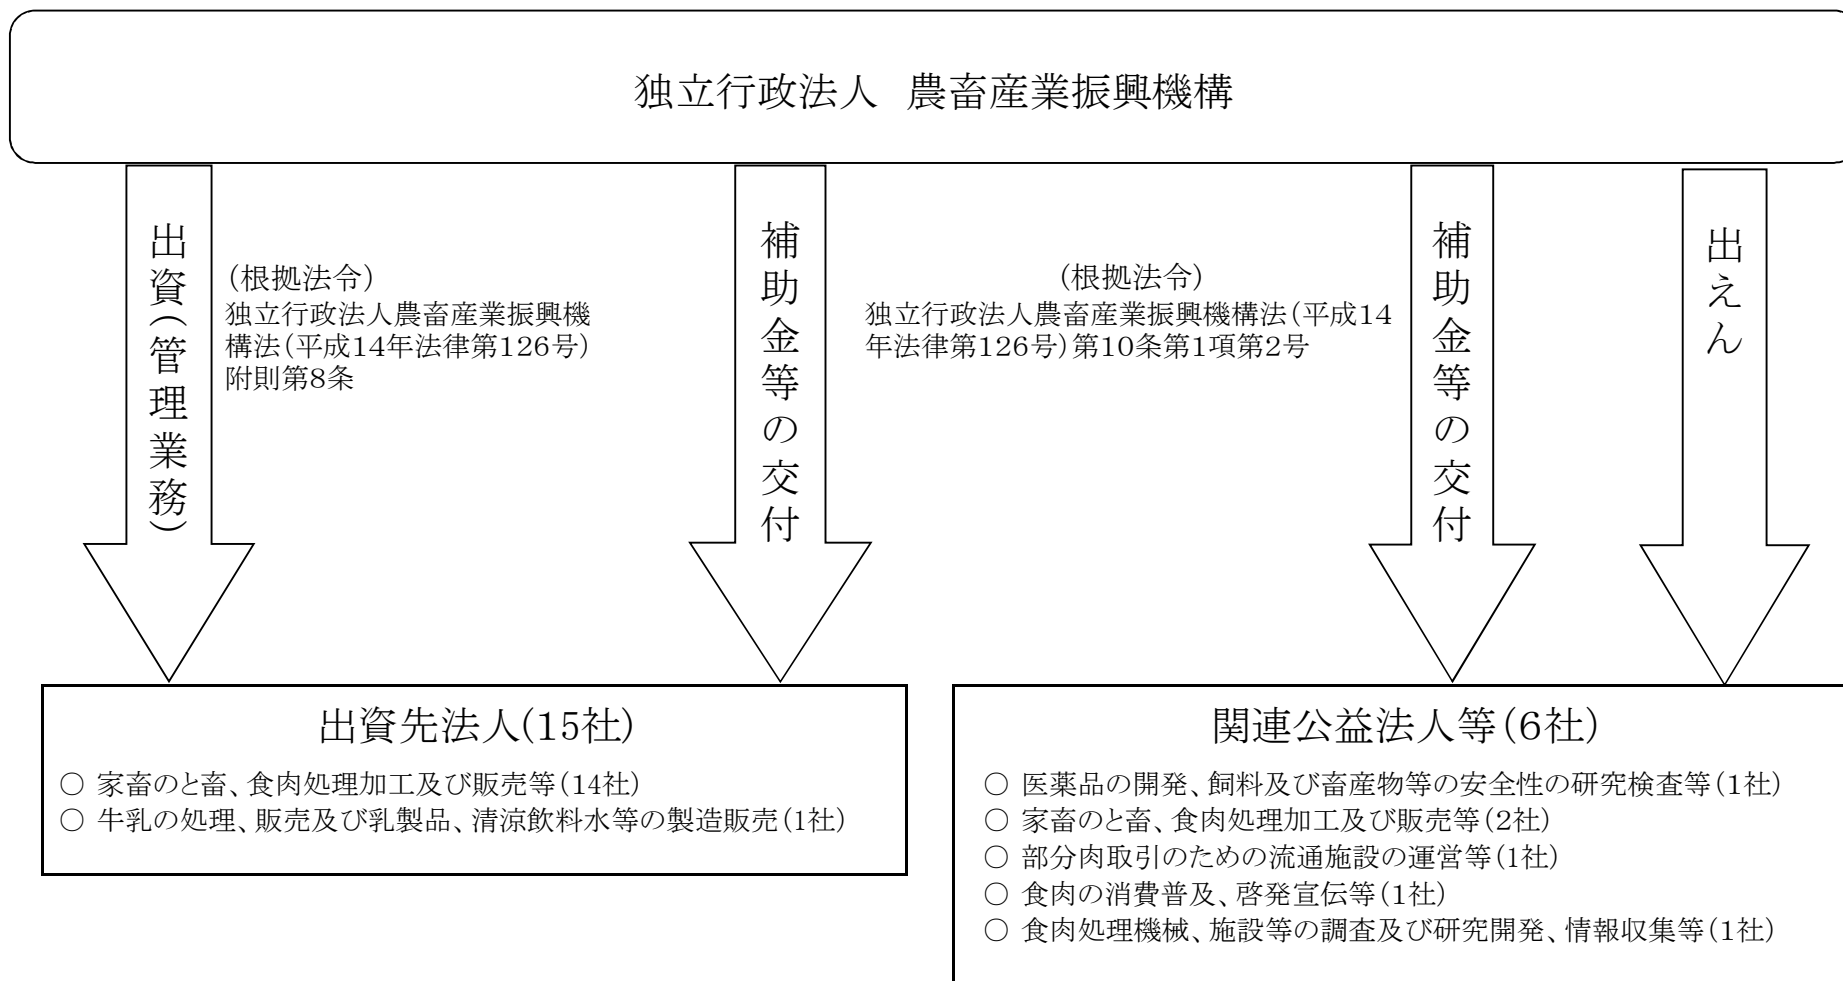 独立行政法人　農畜産業振興機構
出資(管理業務)
(根拠法令)
独立行政法人農畜産業振興機
構法(平成14年法律第126号)
附則第8条
補助金等の交付
(根拠法令)
独立行政法人農畜産業振興機構法(平成14
年法律第126号)第10条第1項第2号
補助金等の交付
出えん
出資先法人(15社)
○ 家畜のと畜、食肉処理加工及び販売等(14社)
○ 牛乳の処理、販売及び乳製品、清涼飲料水等の製造販売(1社)
関連公益法人等(6社)
○ 医薬品の開発、飼料及び畜産物等の安全性の研究検査等(1社)
○ 家畜のと畜、食肉処理加工及び販売等(2社)
○ 部分肉取引のための流通施設の運営等(1社)
○ 食肉の消費普及、啓発宣伝等(1社)
○ 食肉処理機械、施設等の調査及び研究開発、情報収集等(1社)